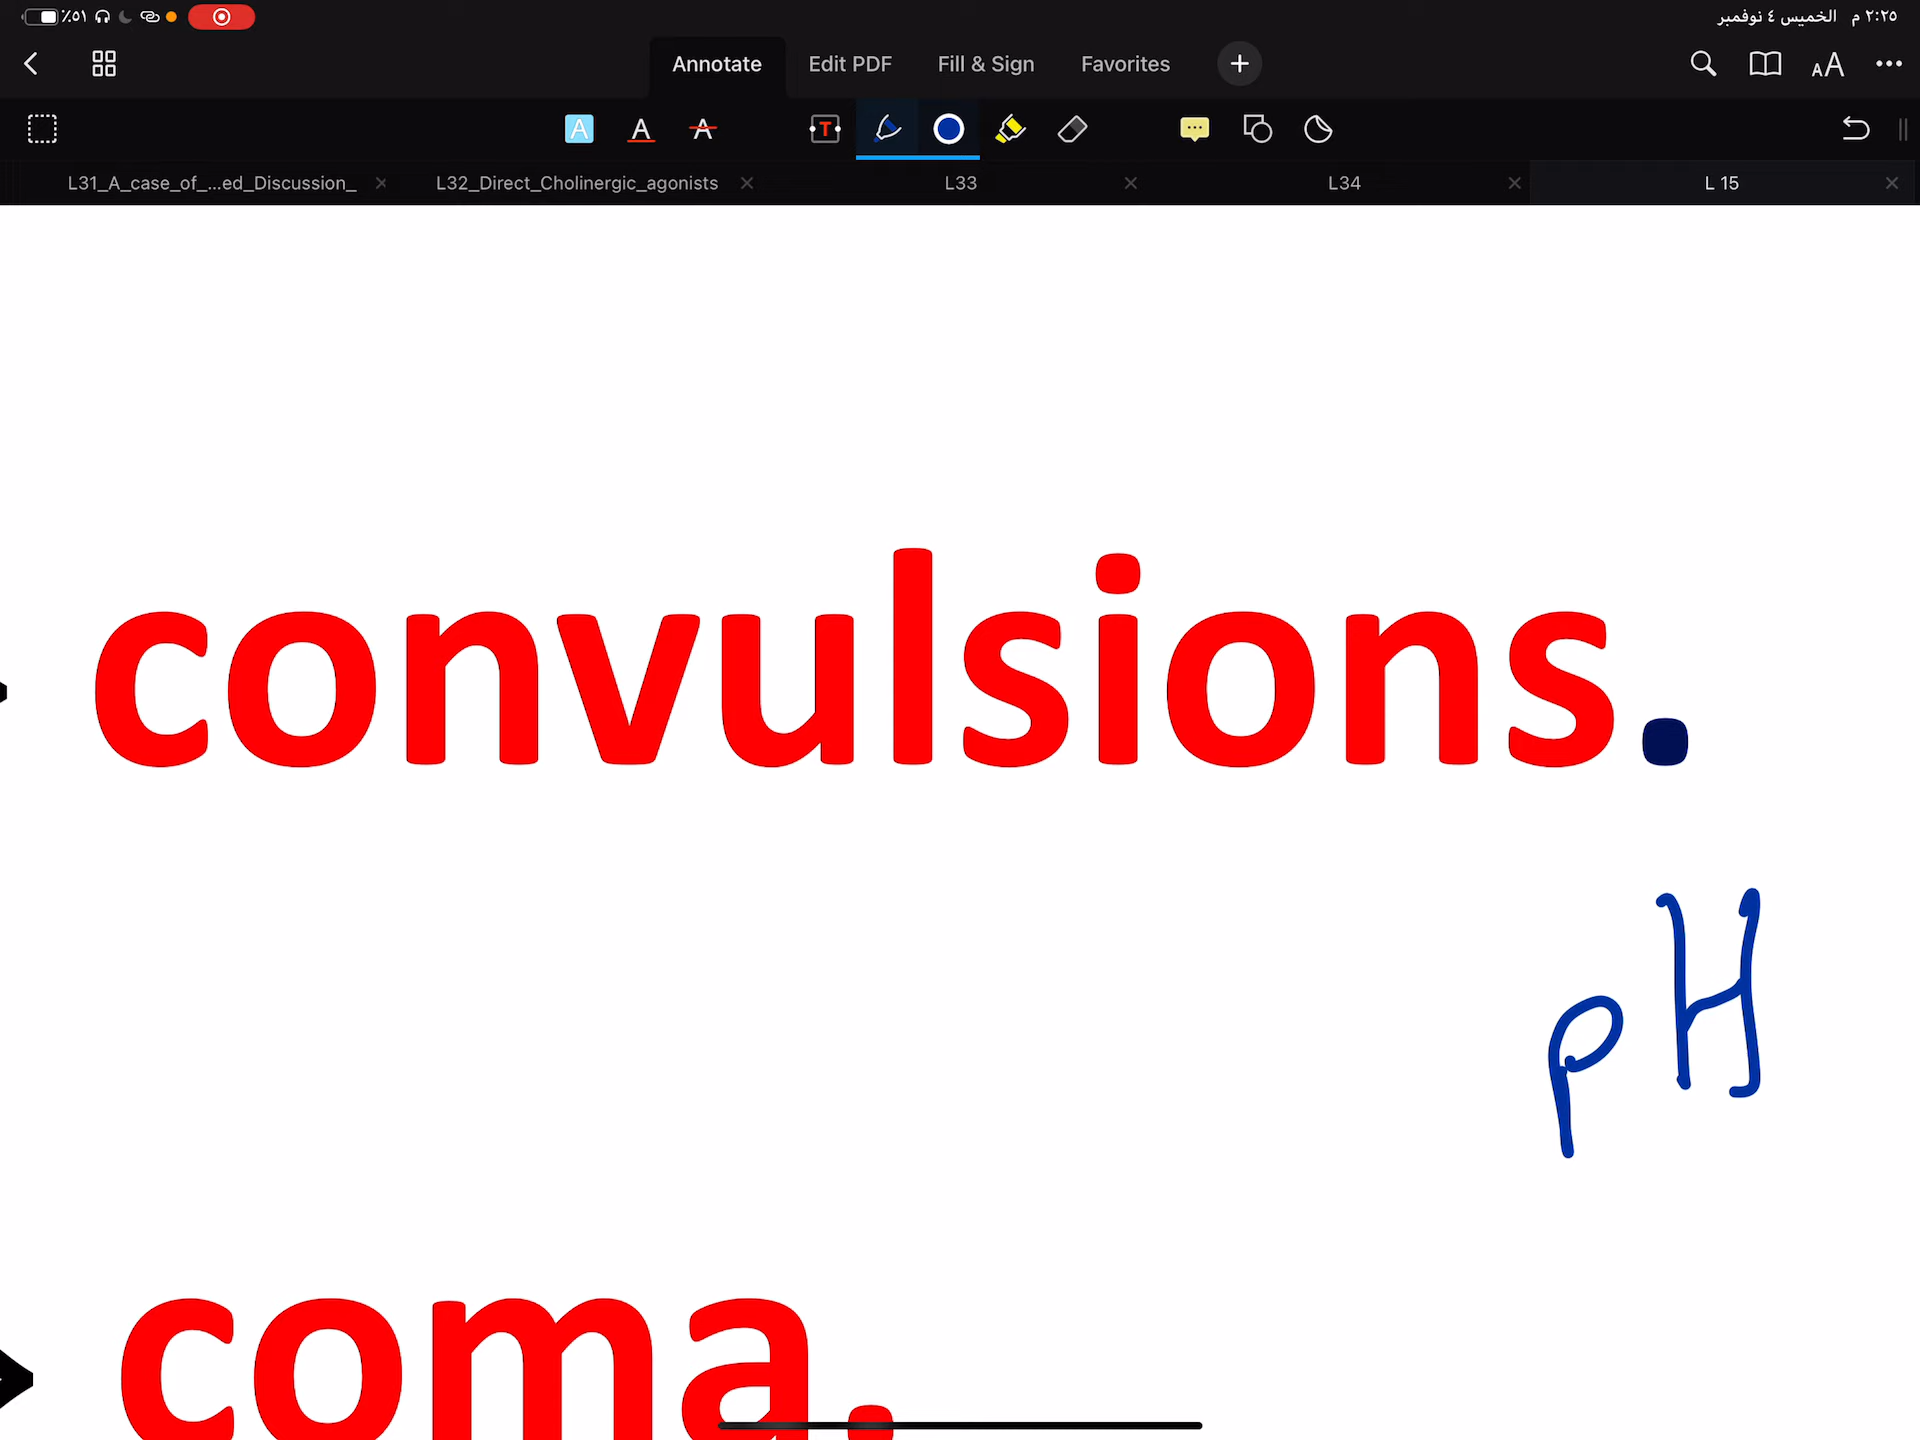 ٪٥١ ٢:٢٥ م الخميس ٤ نوفمبر
Annotate Edit PDF Fill & Sign Favorites
L31_A_case_of_...ed_Discussion_ L32_Direct_Cholinergic_agonists L33 L34 L 15
convulsions.
pH
coma.